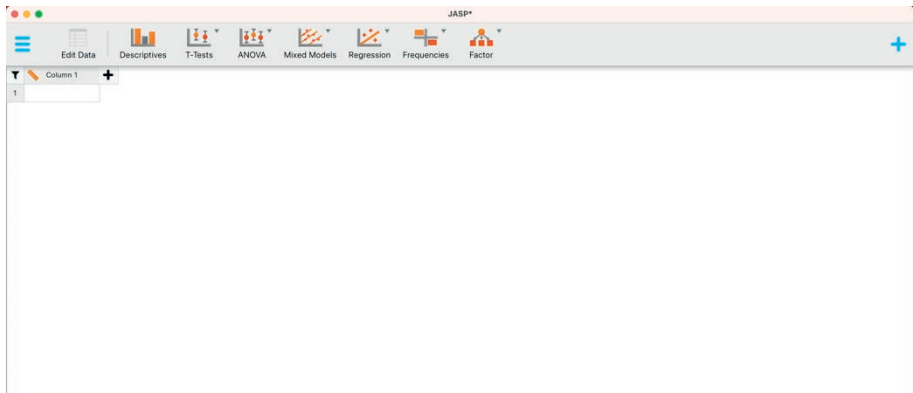 JASP*
Edit Data Descriptives T-Tests ANOVA Mixed Models Regression Frequencies Factor
Column 1
1